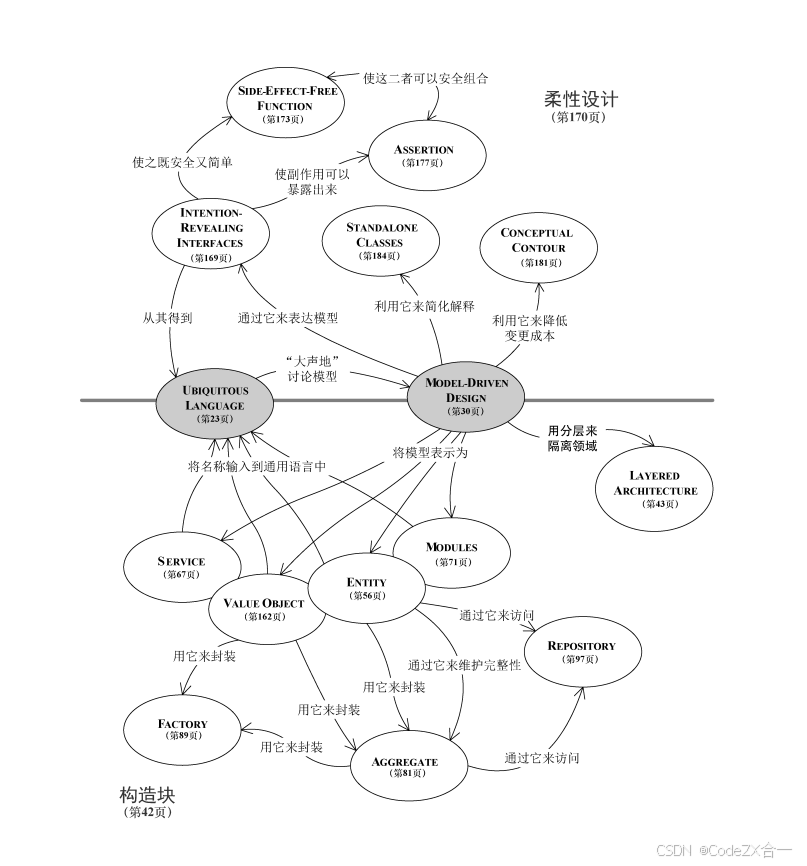 SIDE-EFFECT-FREE
FUNCTION
(第173页)
使这二者可以安全组合
柔性设计
(第170页)
ASSERTION
(第177页)
使之既安全又简单
使副作用可以
暴露出来
INTENTION-
REVEALING
INTERFACES
(第169页)
STANDALONE
CLASSES
(第184页)
CONCEPTUAL
CONTOUR
(第181页)
从其得到
通过它来表达模型
利用它来简化解释
利用它来降低
变更成本
“大声地”
讨论模型
UBIQUITOUS
LANGUAGE
(第23页)
MODEL-DRIVEN
DESIGN
(第30页)
用分层来
隔离领域
将模型表示为
将名称输入到通用语言中
LAYERED
ARCHITECTURE
(第43页)
SERVICE
(第67页)
MODULES
(第71页)
ENTITY
(第56页)
VALUE OBJECT
(第162页)
通过它来访问
REPOSITORY
(第97页)
用它来封装
通过它来维护完整性
用它来封装
用它来封装
FACTORY
(第89页)
用它来封装
通过它来访问
AGGREGATE
(第81页)
构造块
(第42页)
CSDN @CodeZX合一